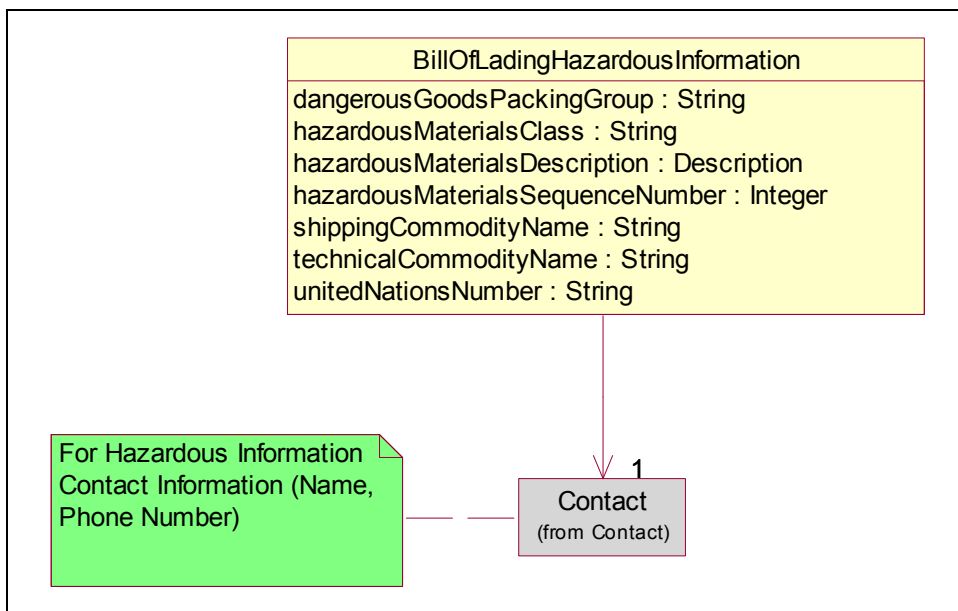 BillOfLadingHazardousInformation
dangerousGoodsPackingGroup : String
hazardousMaterialsClass : String
hazardousMaterialsDescription : Description
hazardousMaterialsSequenceNumber : Integer
shippingCommodityName : String
technicalCommodityName : String
unitedNationsNumber : String
For Hazardous Information
Contact Information (Name,
Phone Number)
1
Contact
(from Contact)